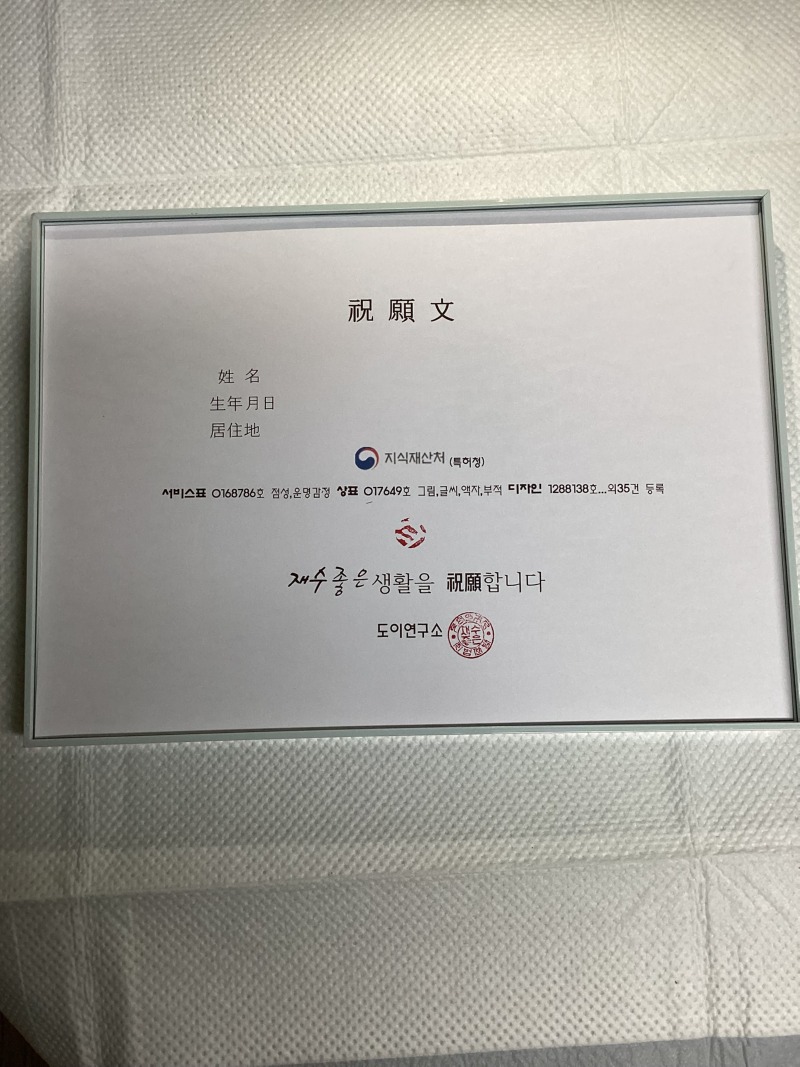 祝願文
姓名
生年月日
居住地
지식재산처 (특허청)
서비스표 0168786호 점성,운명감정 상표 017649호 그림,글씨,액자,부적 디자인 1288138호...외35건 등록
재수좋은생활을 祝願합니다
도이연구소